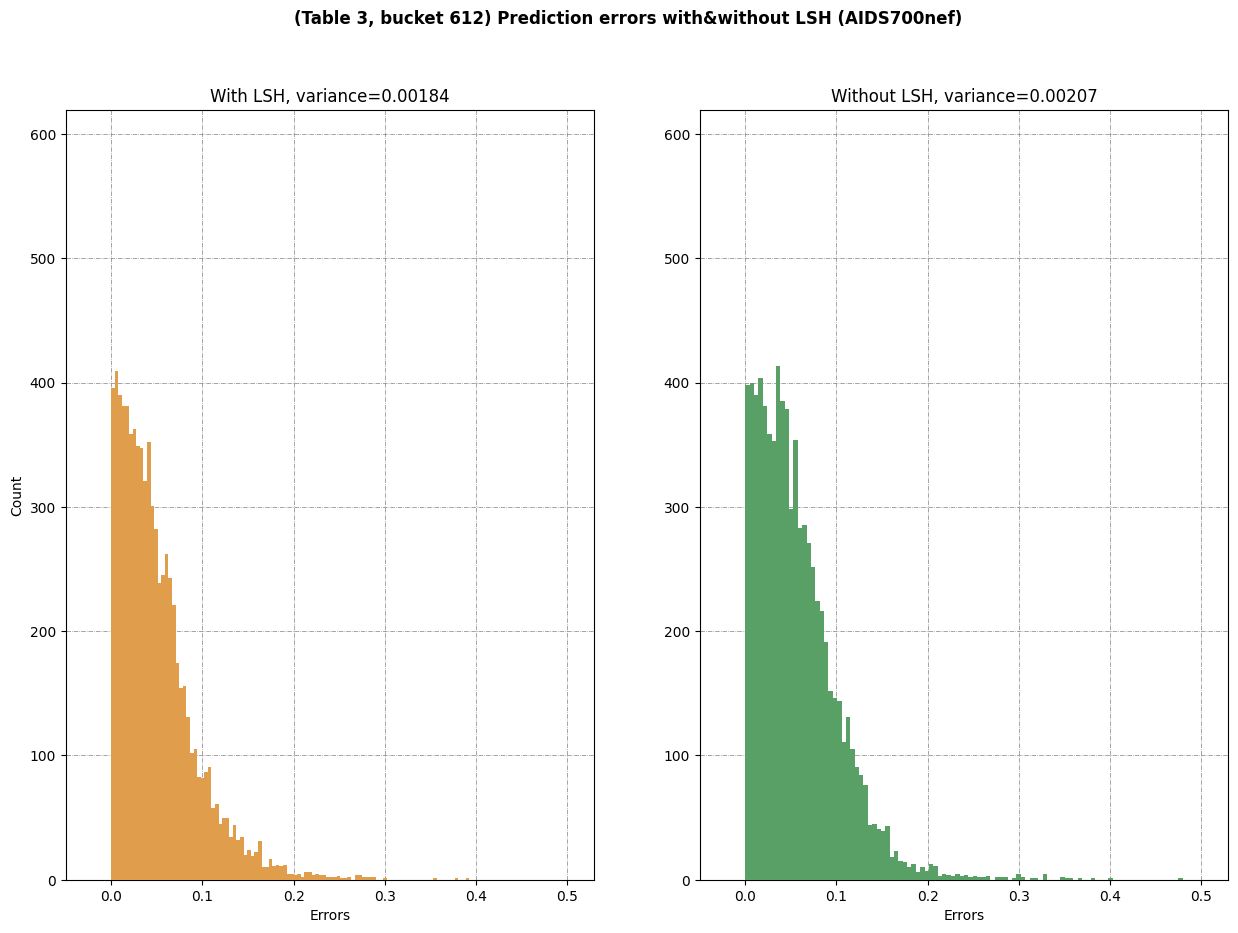 (Table 3, bucket 612) Prediction errors with&without LSH (AIDS700nef)
With LSH, variance=0.00184
600
500
400
300
200
100
0
Count
0.0 0.1 0.2 0.3 0.4 0.5
Errors
Without LSH, variance=0.00207
600
500
400
300
200
100
0
0.0 0.1 0.2 0.3 0.4 0.5
Errors